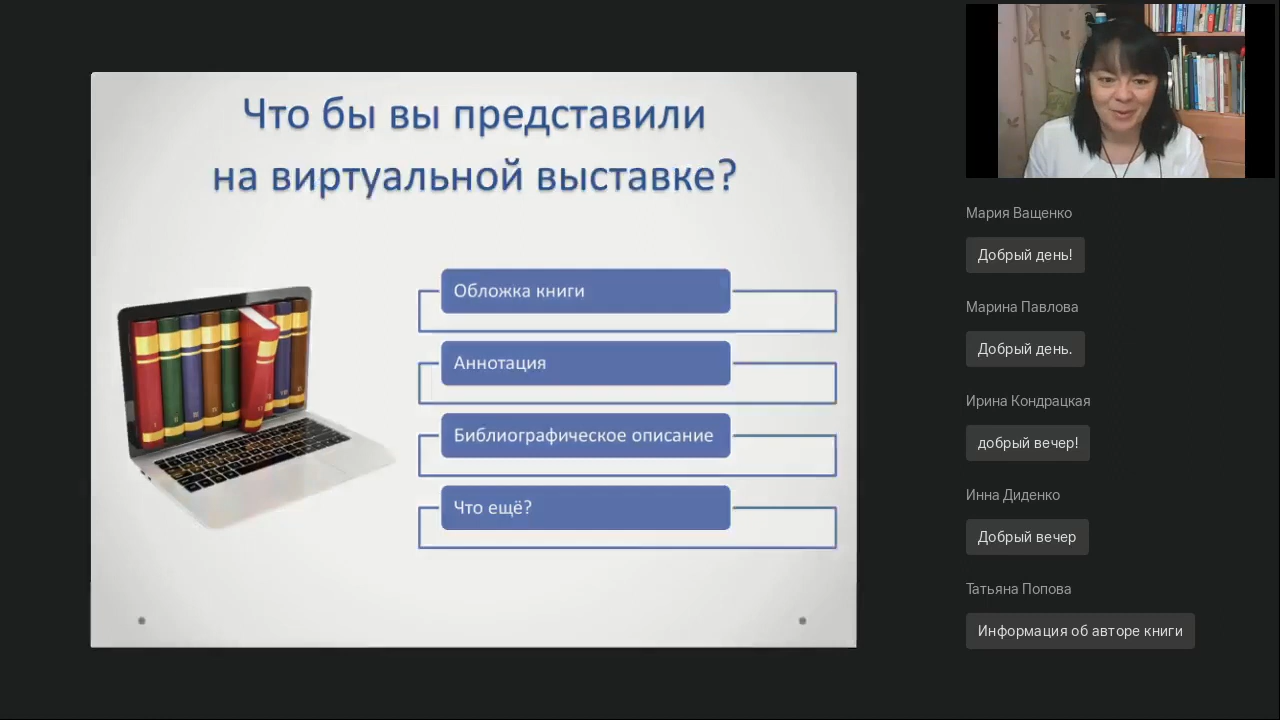 Что бы вы представили
на виртуальной выставке?
Обложка книги
Аннотация
Библиографическое описание
Что ещё?
Мария Ващенко
Добрый день!
Марина Павлова
Добрый день.
Ирина Кондрацкая
добрый вечер!
Инна Диденко
Добрый вечер
Татьяна Попова
Информация об авторе книги